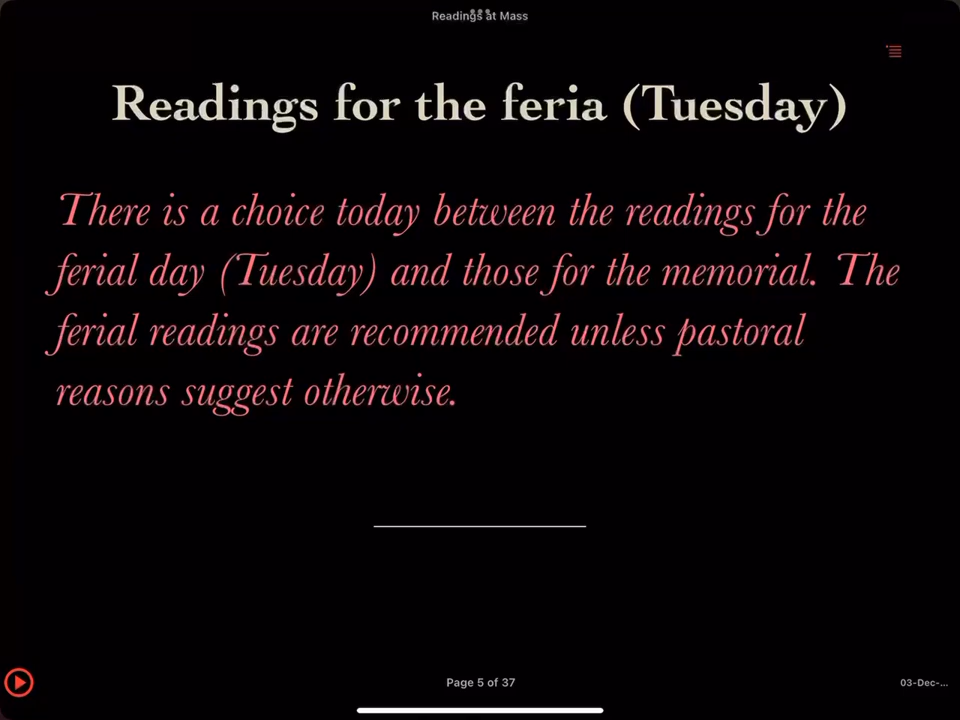 Readings at Mass
Readings for the feria (Tuesday)
There is a choice today between the readings for the
ferial day (Tuesday) and those for the memorial. The
ferial readings are recommended unless pastoral
reasons suggest otherwise.
Page 5 of 37
03-Dec-...